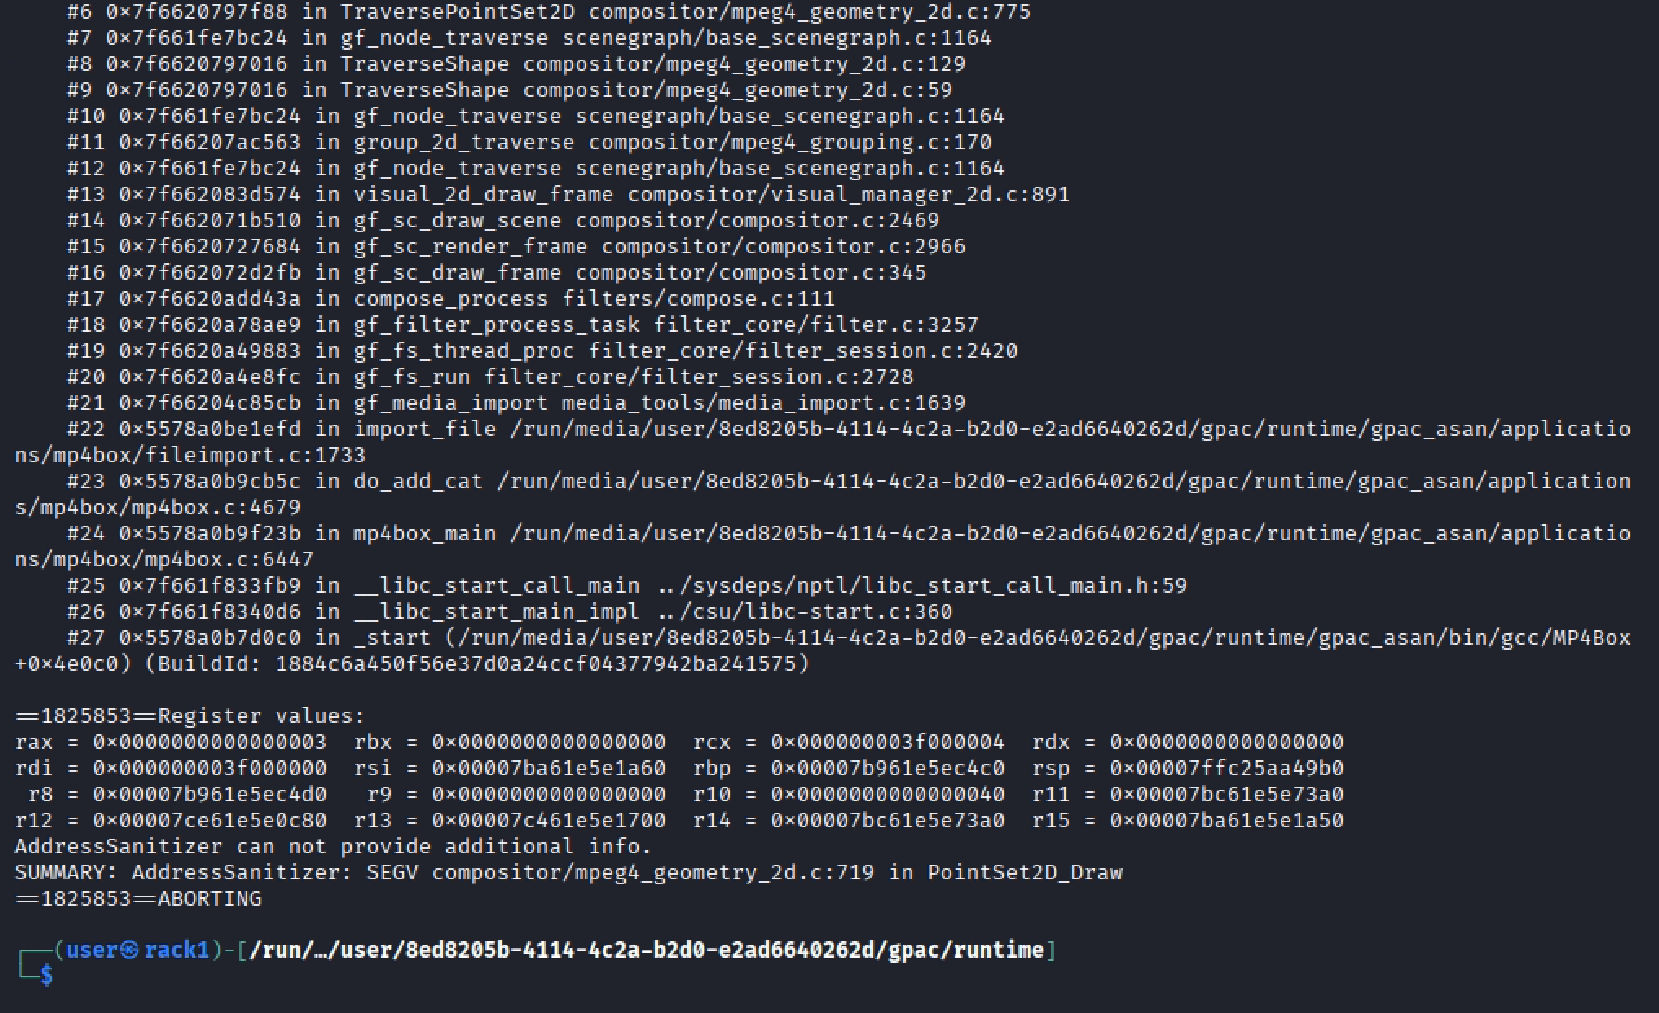 #6 0x7f6620797f88 in TraversePointSet2D compositor/mpeg4_geometry_2d.c:775
#7 0x7f661fe7bc24 in gf_node_traverse scenegraph/base_scenegraph.c:1164
#8 0x7f6620797016 in TraverseShape compositor/mpeg4_geometry_2d.c:129
#9 0x7f6620797016 in TraverseShape compositor/mpeg4_geometry_2d.c:59
#10 0x7f661fe7bc24 in gf_node_traverse scenegraph/base_scenegraph.c:1164
#11 0x7f66207ac563 in group_2d_traverse compositor/mpeg4_grouping.c:170
#12 0x7f661fe7bc24 in gf_node_traverse scenegraph/base_scenegraph.c:1164
#13 0x7f662083d574 in visual_2d_draw_frame compositor/visual_manager_2d.c:891
#14 0x7f662071b510 in gf_sc_draw_scene compositor/compositor.c:2469
#15 0x7f6620727684 in gf_sc_render_frame compositor/compositor.c:2966
#16 0x7f662072d2fb in gf_sc_draw_frame compositor/compositor.c:345
#17 0x7f6620add43a in compose_process filters/compose.c:111
#18 0x7f6620a78ae9 in gf_filter_process_task filter_core/filter.c:3257
#19 0x7f6620a49883 in gf_fs_thread_proc filter_core/filter_session.c:2420
#20 0x7f6620a4e8fc in gf_fs_run filter_core/filter_session.c:2728
#21 0x7f66204c85cb in gf_media_import media_tools/media_import.c:1639
#22 0x5578a0be1efd in import_file /run/media/user/8ed8205b-4114-4c2a-b2d0-e2ad6640262d/gpac/runtime/gpac_asan/applicatio
ns/mp4box/fileimport.c:1733
#23 0x5578a0b9cb5c in do_add_cat /run/media/user/8ed8205b-4114-4c2a-b2d0-e2ad6640262d/gpac/runtime/gpac_asan/application
s/mp4box/mp4box.c:4679
#24 0x5578a0b9f23b in mp4box_main /run/media/user/8ed8205b-4114-4c2a-b2d0-e2ad6640262d/gpac/runtime/gpac_asan/applicatio
ns/mp4box/mp4box.c:6447
#25 0x7f661f833fb9 in __libc_start_call_main ../sysdeps/nptl/libc_start_call_main.h:59
#26 0x7f661f8340d6 in __libc_start_main_impl ../csu/libc-start.c:360
#27 0x5578a0b7d0c0 in _start (/run/media/user/8ed8205b-4114-4c2a-b2d0-e2ad6640262d/gpac/runtime/gpac_asan/bin/gcc/MP4Box
+0x4e0c0) (BuildId: 1884c6a450f56e37d0a24ccf04377942ba241575)
==1825853==Register values:
rax = 0x0000000000000003  rbx = 0x0000000000000000  rcx = 0x000000003f000004  rdx = 0x0000000000000000
rdi = 0x000000003f000000  rsi = 0x00007ba61e5e1a60  rbp = 0x00007b961e5ec4c0  rsp = 0x00007ffc25aa49b0
r8 = 0x00007b961e5ec4d0  r9 = 0x0000000000000000  r10 = 0x0000000000000040  r11 = 0x00007bc61e5e73a0
r12 = 0x00007ce61e5e0c80  r13 = 0x00007c461e5e1700  r14 = 0x00007bc61e5e73a0  r15 = 0x00007ba61e5e1a50
AddressSanitizer can not provide additional info.
SUMMARY: AddressSanitizer: SEGV compositor/mpeg4_geometry_2d.c:719 in PointSet2D_Draw
==1825853==ABORTING
┌──(user㉿rack1)-[/run/…/user/8ed8205b-4114-4c2a-b2d0-e2ad6640262d/gpac/runtime]
└─$